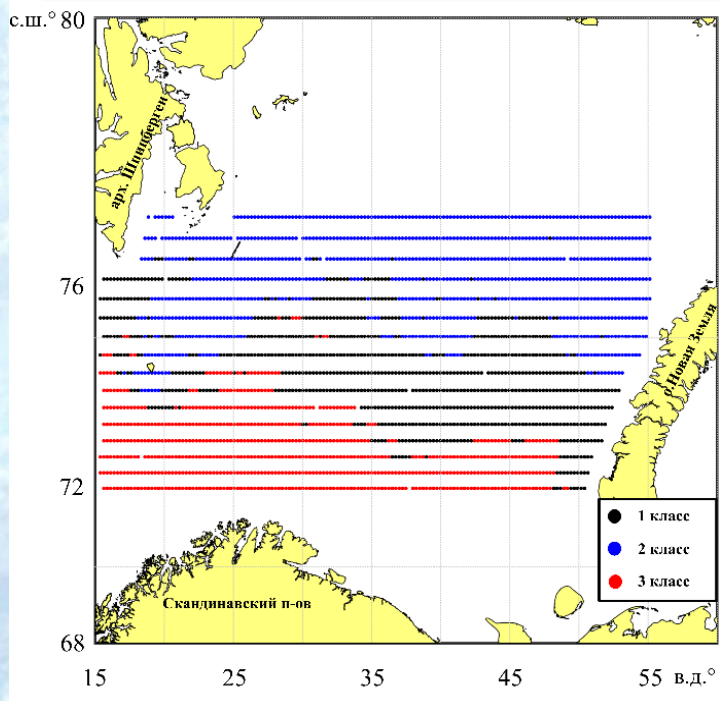 с.ш.° 80
арх. Шпицберген
76
о.Новая Земля
72
1 класс
2 класс
3 класс
Скандинавский п-ов
68
15 25 35 45 55 в.д.°